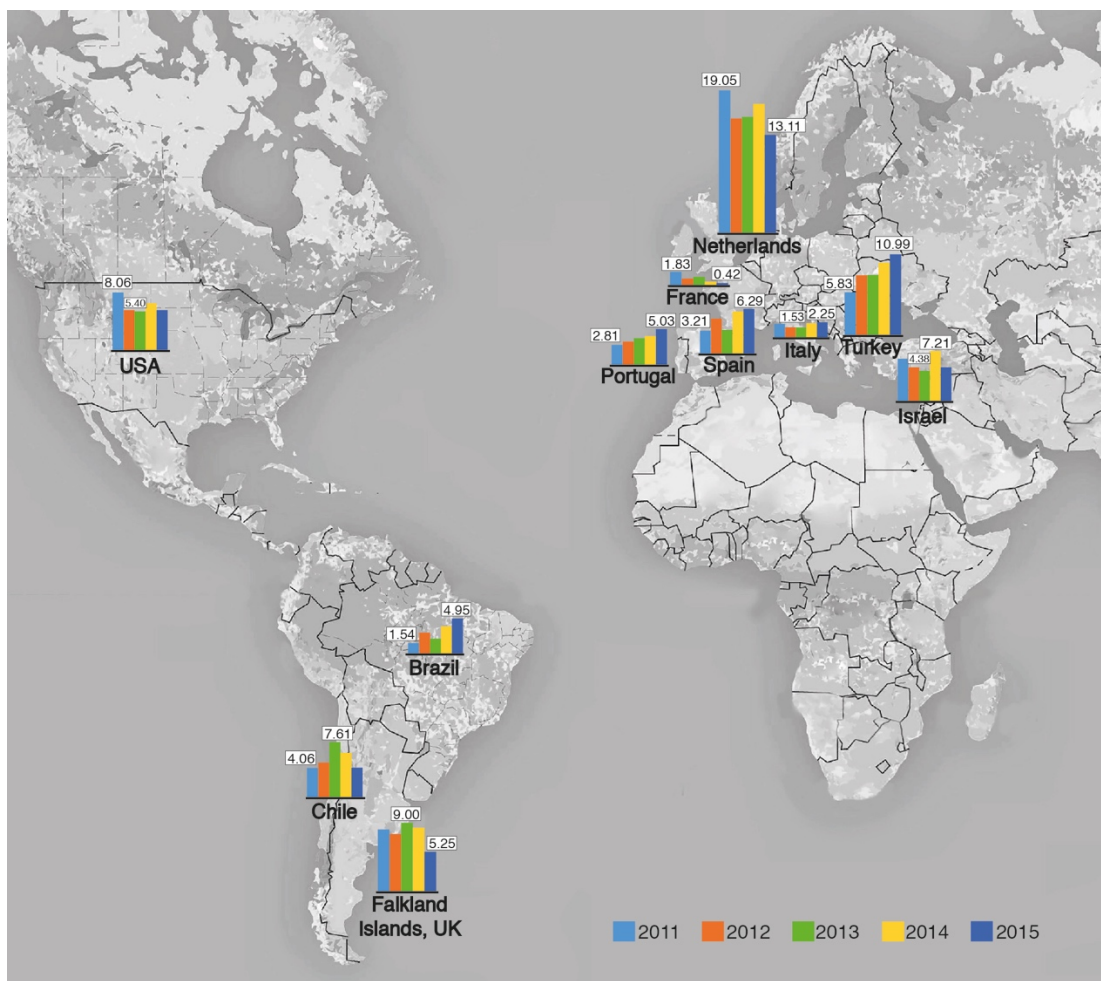 19.05
13.11
Netherlands
1.83
0.42
France
10.99
5.83
Turkey
8.06
5.40
USA
2.81
5.03
Portugal
3.21
6.29
Spain
1.53
2.25
Italy
7.21
4.38
Israel
1.54
4.95
Brazil
4.06
7.61
Chile
9.00
5.25
Falkland
Islands, UK
2011 2012 2013 2014 2015